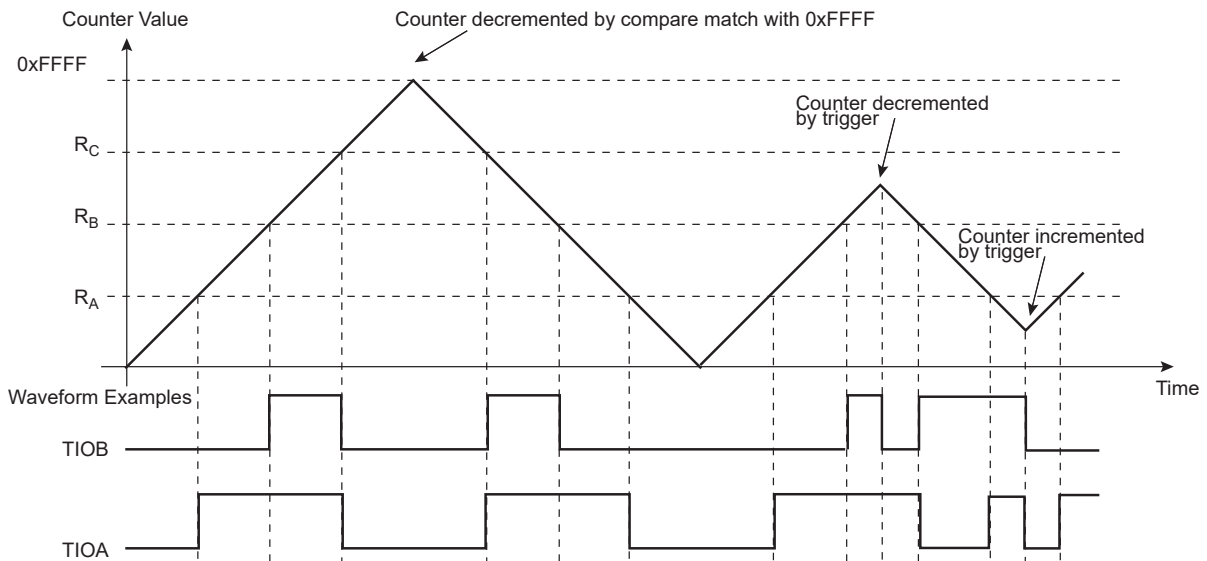 Counter Value
Counter decremented by compare match with 0xFFFF
0xFFFF
Counter decremented
by trigger
RC
RB
Counter incremented
by trigger
RA
Time
Waveform Examples
TIOB
TIOA